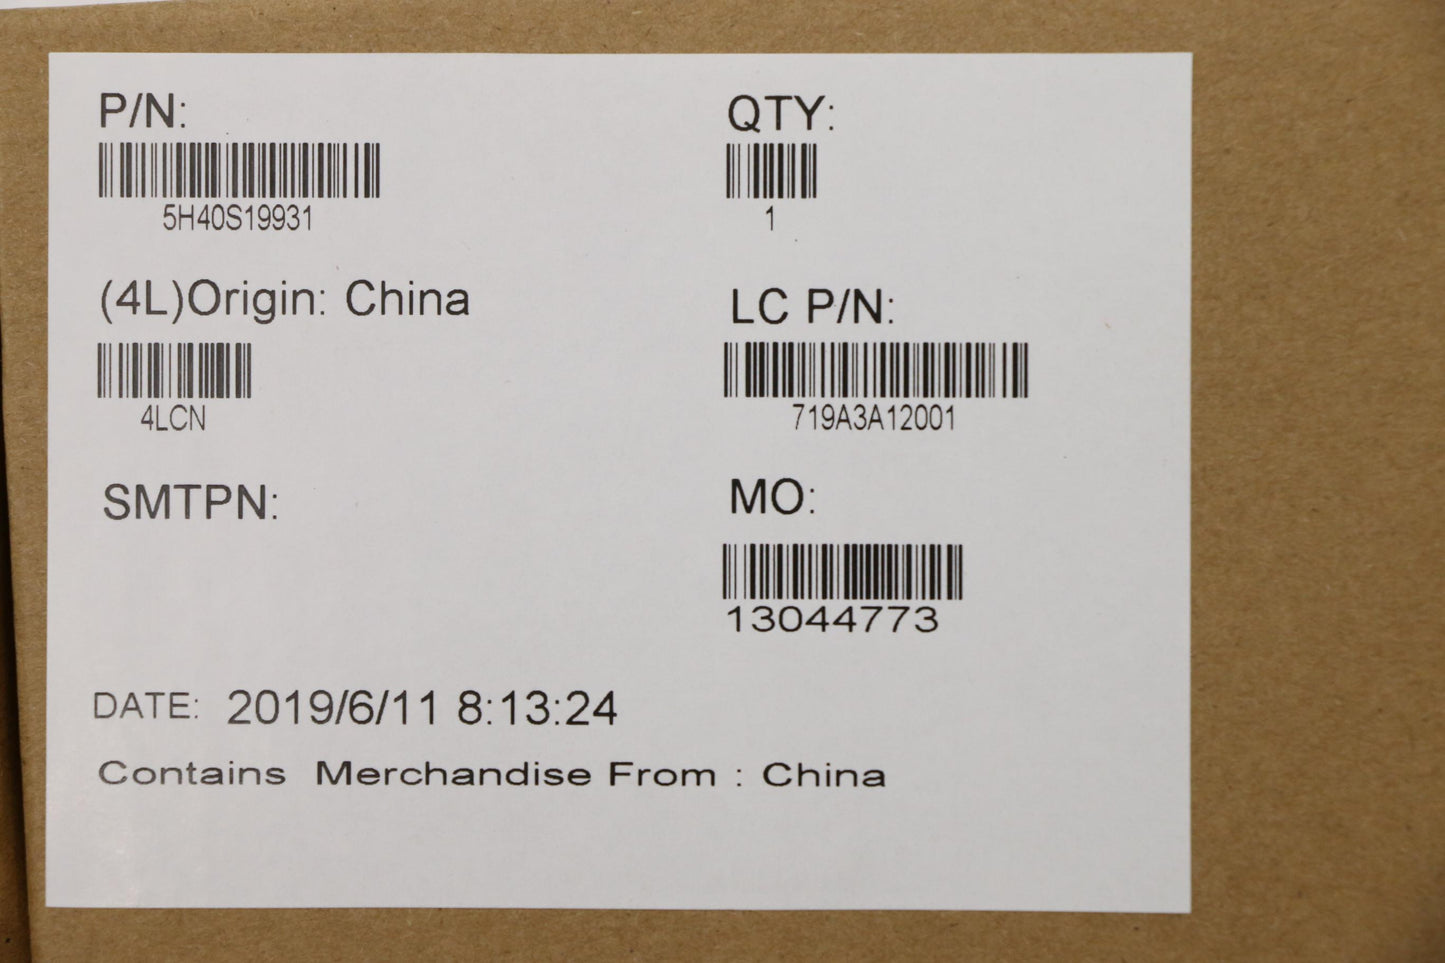 P/N:
5H40S19931
QTY:
1
(4L)Origin: China
4LCN
LC P/N:
719A3A12001
SMTPN:
MO:
13044773
DATE: 2019/6/11 8:13:24
Contains Merchandise From : China